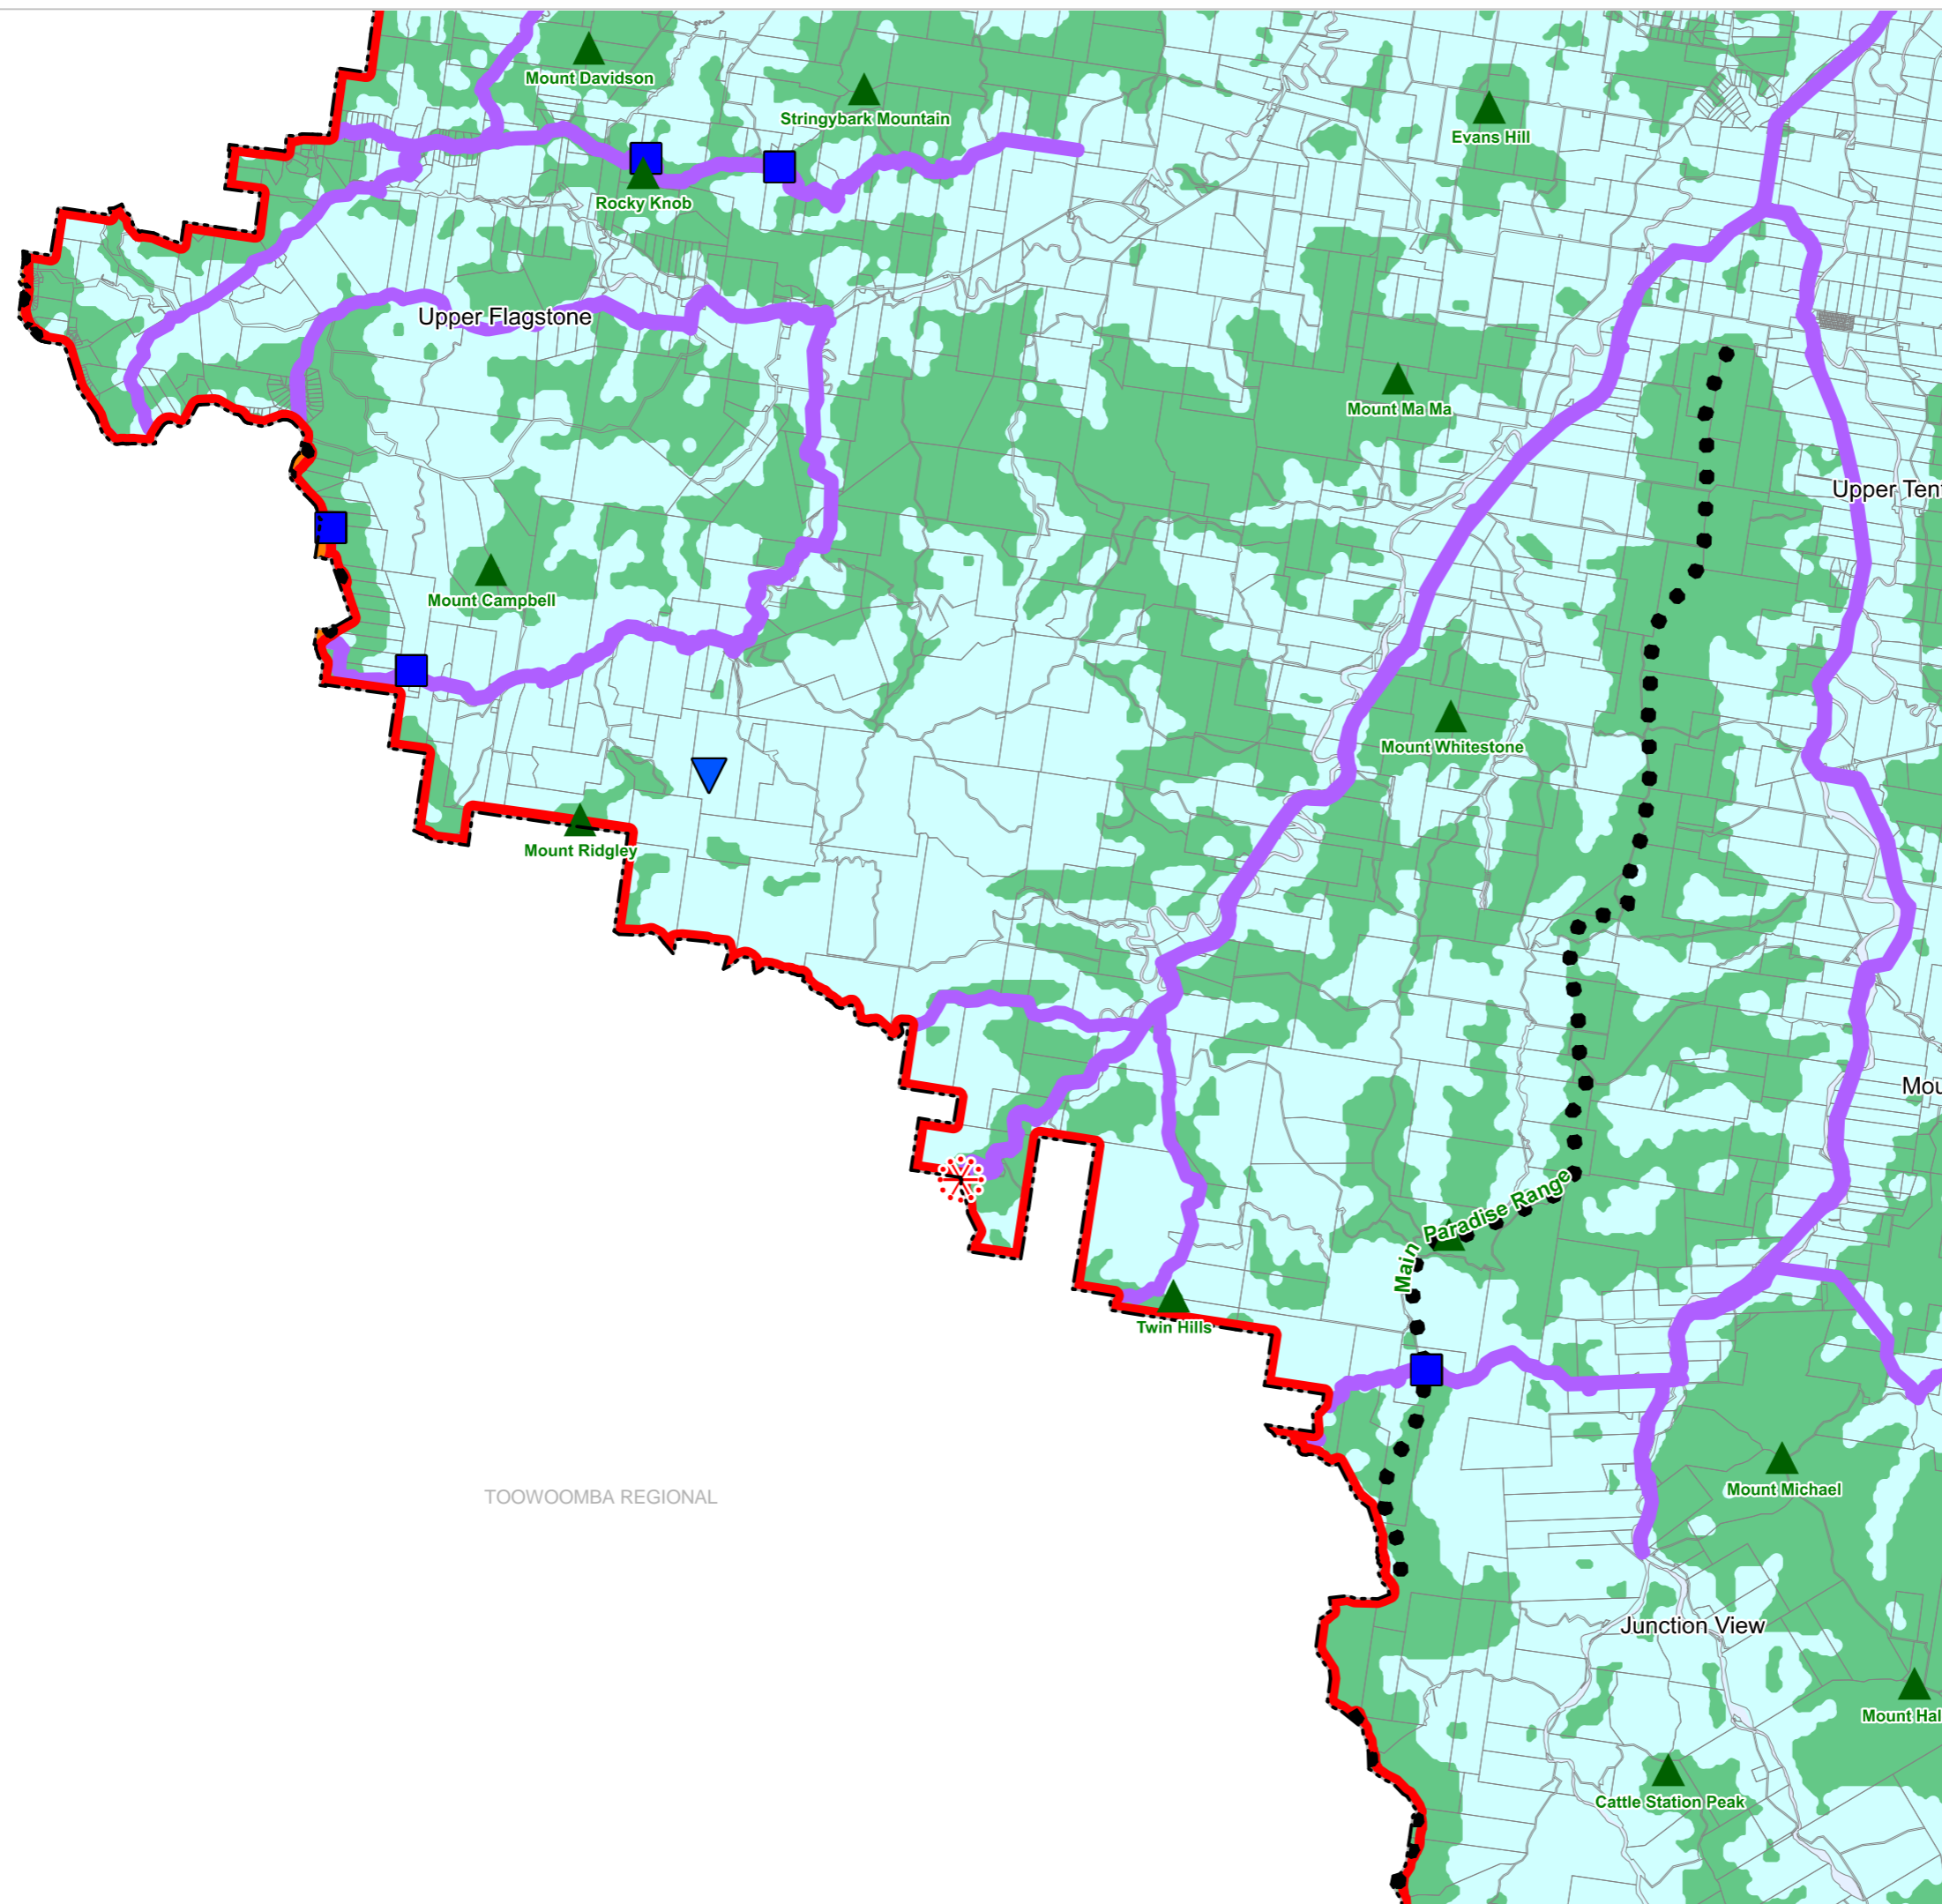 Mount Davidson
Stringybark Mountain
Evans Hill
Rocky Knob
Upper Flagstone
Mount Ma Ma
Upper Tent
Mount Campbell
Mount Whitestone
Mount Ridgley
Mou
Main Paradise Range
Twin Hills
Mount Michael
TOOWOOMBA REGIONAL
Junction View
Mount Hal
Cattle Station Peak